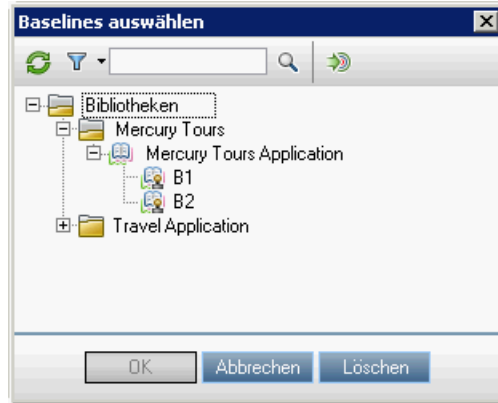 Baselines auswählen
Bibliotheken
Mercury Tours
Mercury Tours Application
B1
B2
Travel Application
OK Abbrechen Löschen